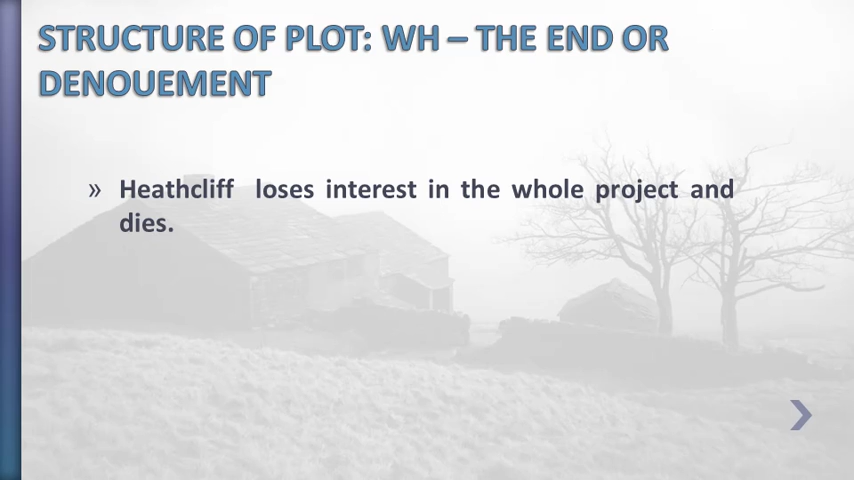 STRUCTURE OF PLOT: WH – THE END OR
DENOUEMENT
» Heathcliff loses interest in the whole project and
dies.